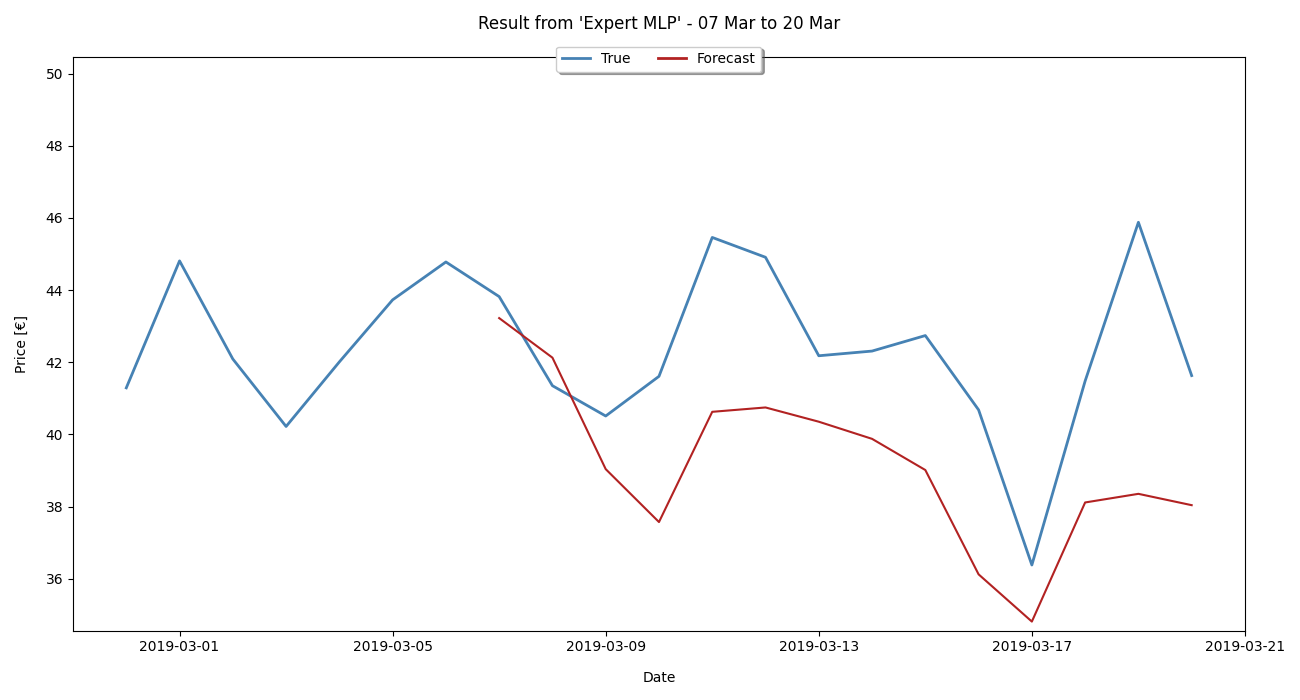 Result from 'Expert MLP' - 07 Mar to 20 Mar
True Forecast
50
48
46
44
42
40
38
36
Price [€]
2019-03-01 2019-03-05 2019-03-09 2019-03-13 2019-03-17 2019-03-21
Date